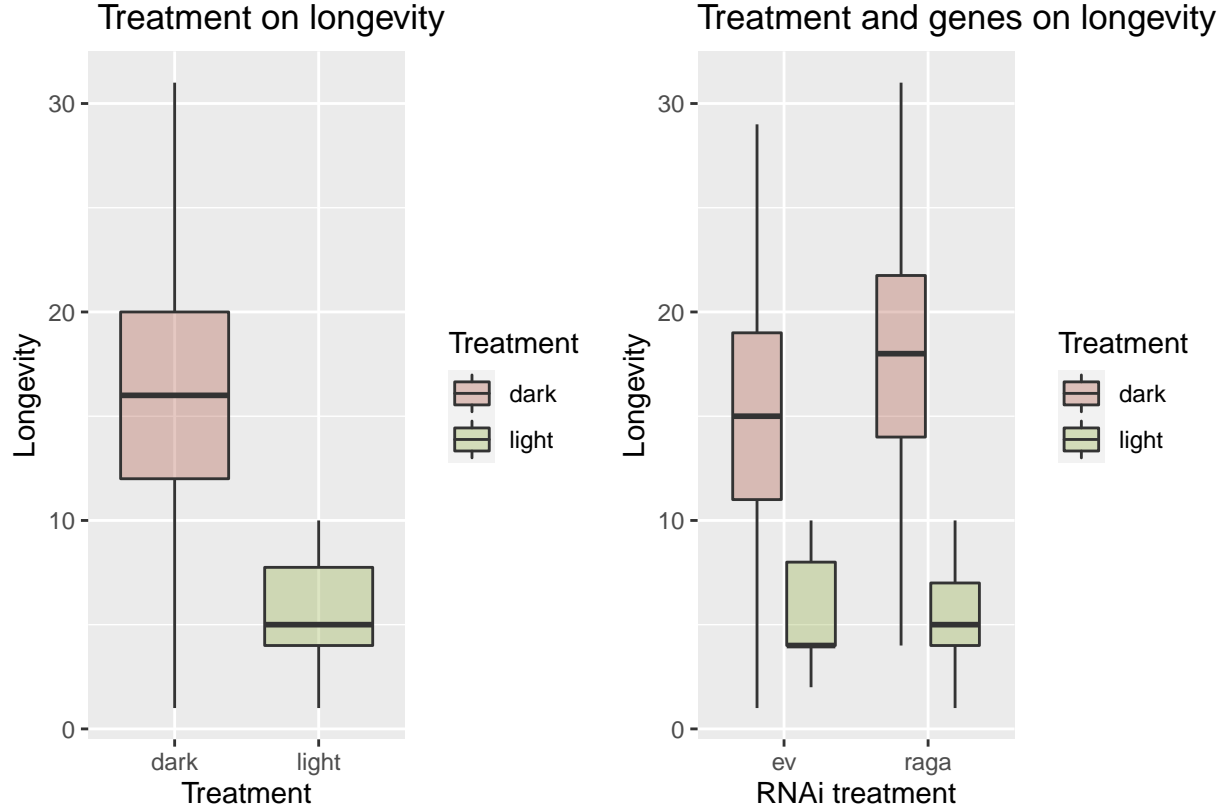 Treatment on longevity
30
20
10
0
Longevity
dark
light
Treatment
Treatment
dark
light
Treatment and genes on longevity
30
20
10
0
Longevity
ev
raga
RNAi treatment
Treatment
dark
light